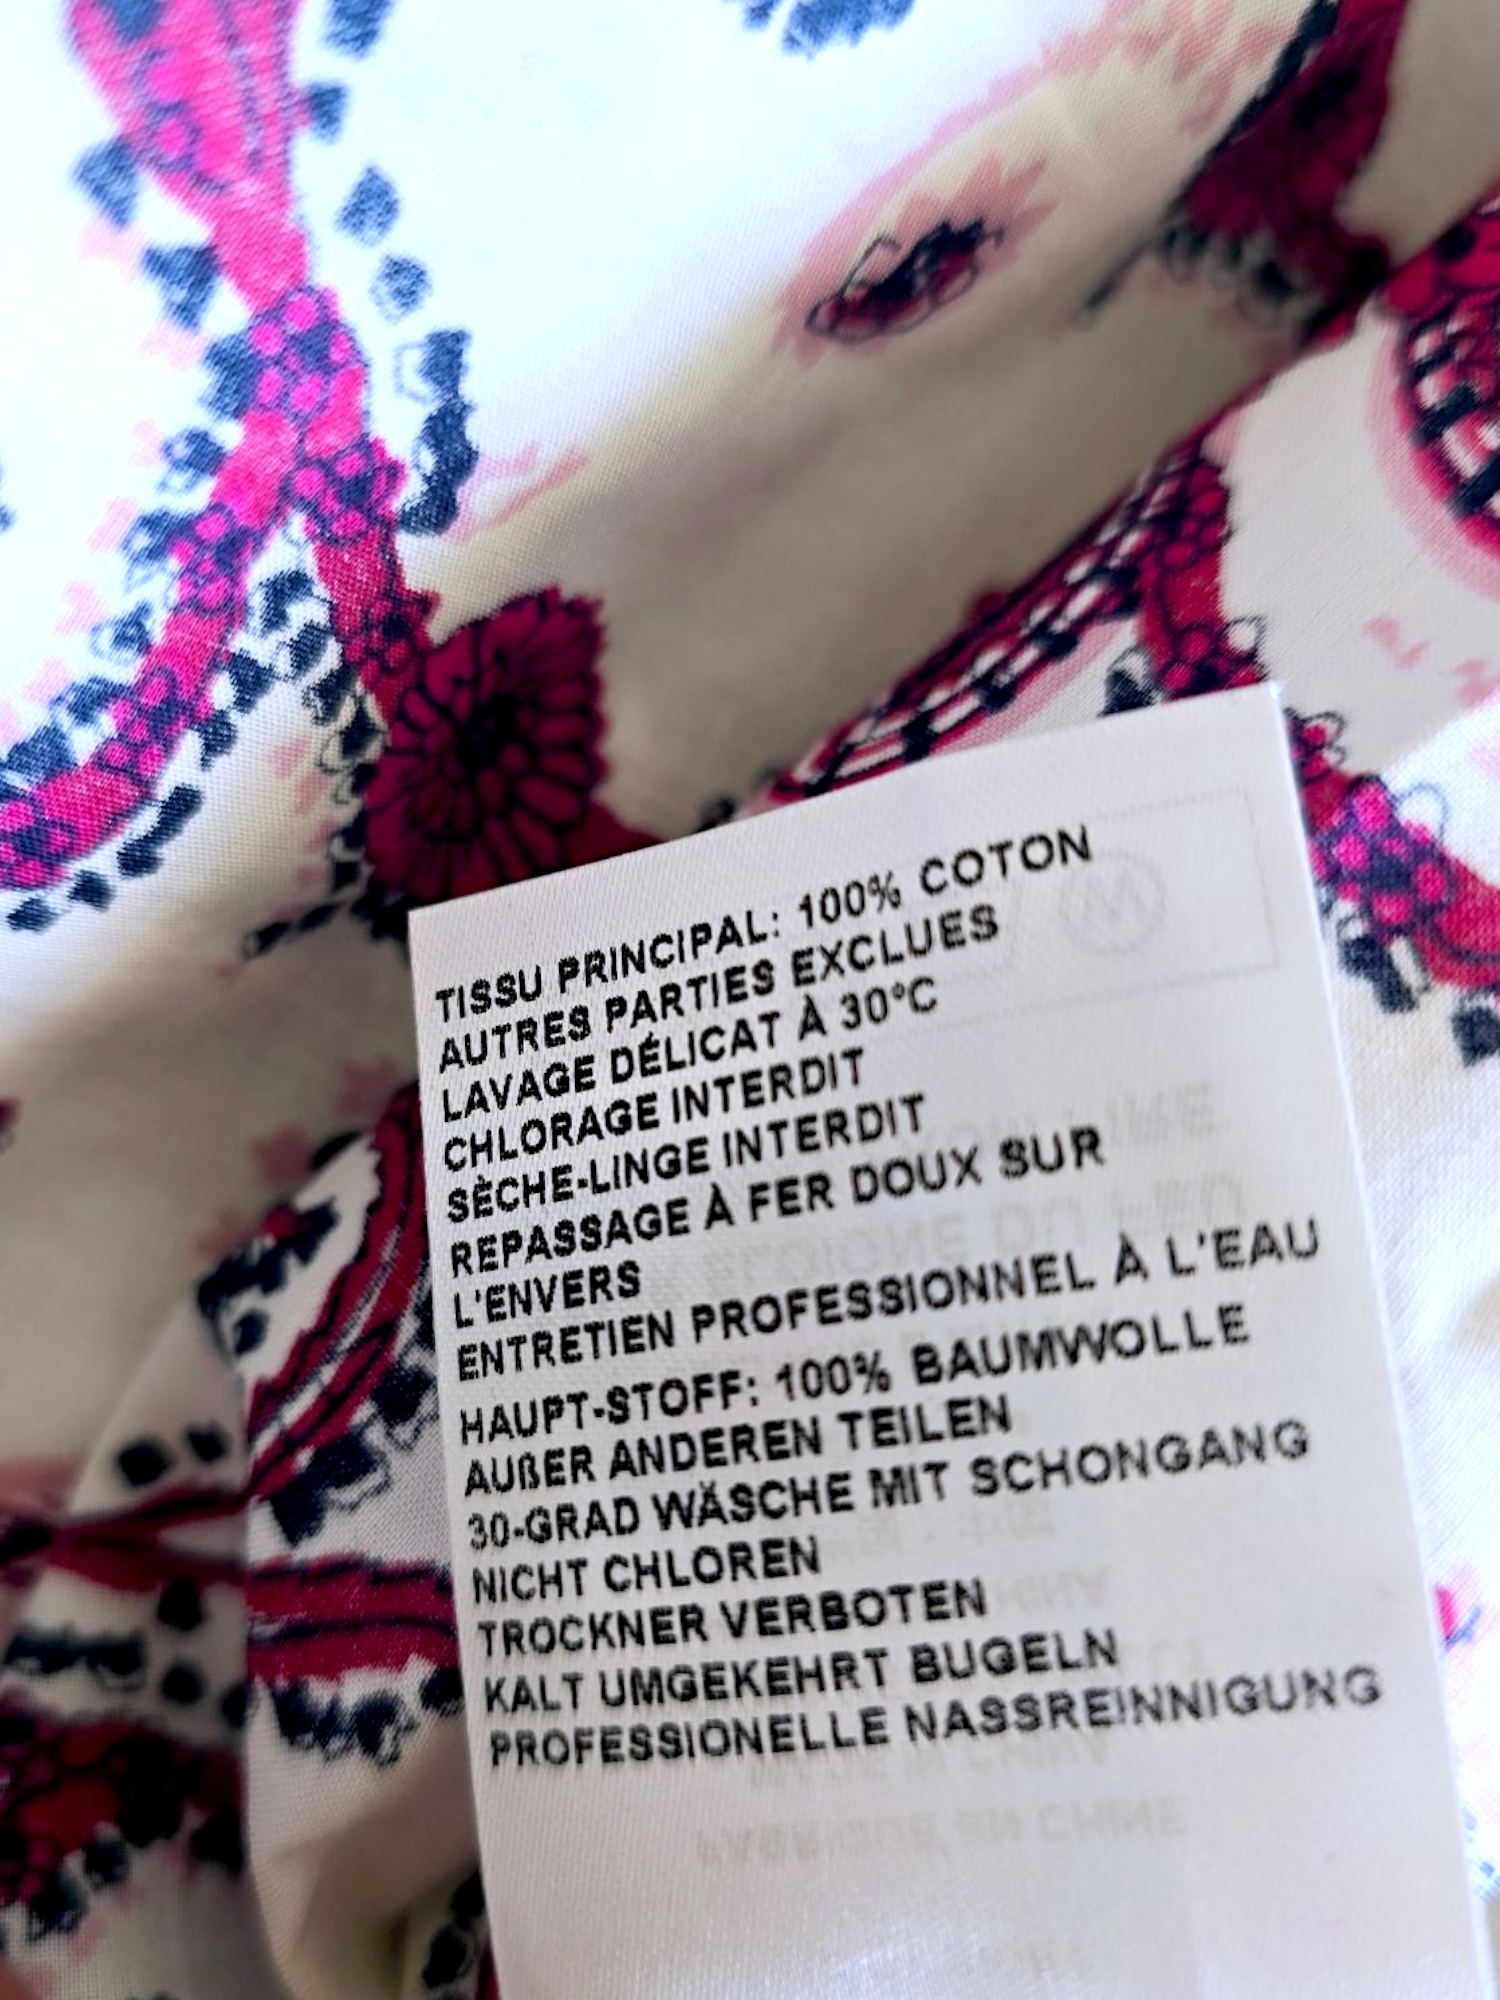 TISSU PRINCIPAL: 100% COTON
AUTRES PARTIES EXCLUES
LAVAGE DÉLICAT À 30°C
CHLORAGE INTERDIT
SÈCHE-LINGE INTERDIT
REPASSAGE À FER DOUX SUR
L'ENVERS
ENTRETIEN PROFESSIONNEL À L'EAU
HAUPT-STOFF: 100% BAUMWOLLE
AUßER ANDEREN TEILEN
30-GRAD WÄSCHE MIT SCHONGANG
NICHT CHLOREN
TROCKNER VERBOTEN
KALT UMGEKEHRT BUGELN
PROFESSIONELLE NASSREINNIGUNG